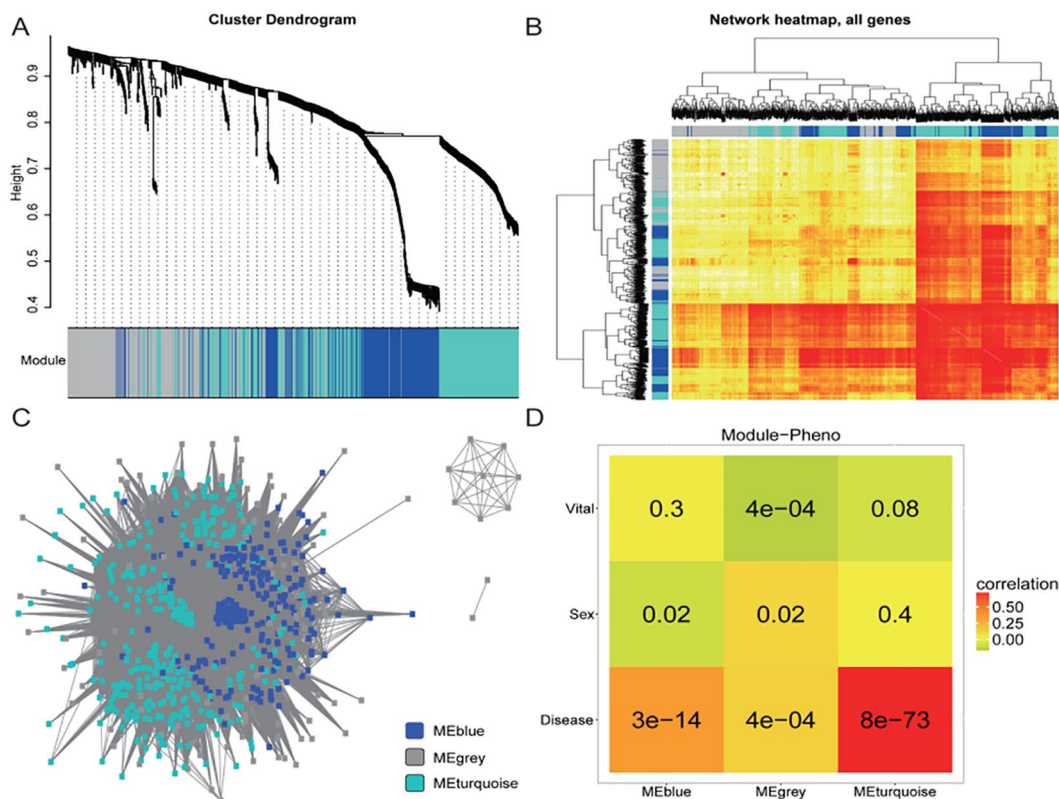 A
Cluster Dendrogram
Height
0.9
0.8
0.7
0.6
0.5
0.4
Module
B
Network heatmap, all genes
C
MEblue
MEgrey
MEturquoise
D
Module-Pheno
Vital
0.3
4e-04
0.08
Sex
0.02
0.02
0.4
Disease
3e-14
4e-04
8e-73
MEblue
MEgrey
MEturquoise
correlation
0.50
0.25
0.00